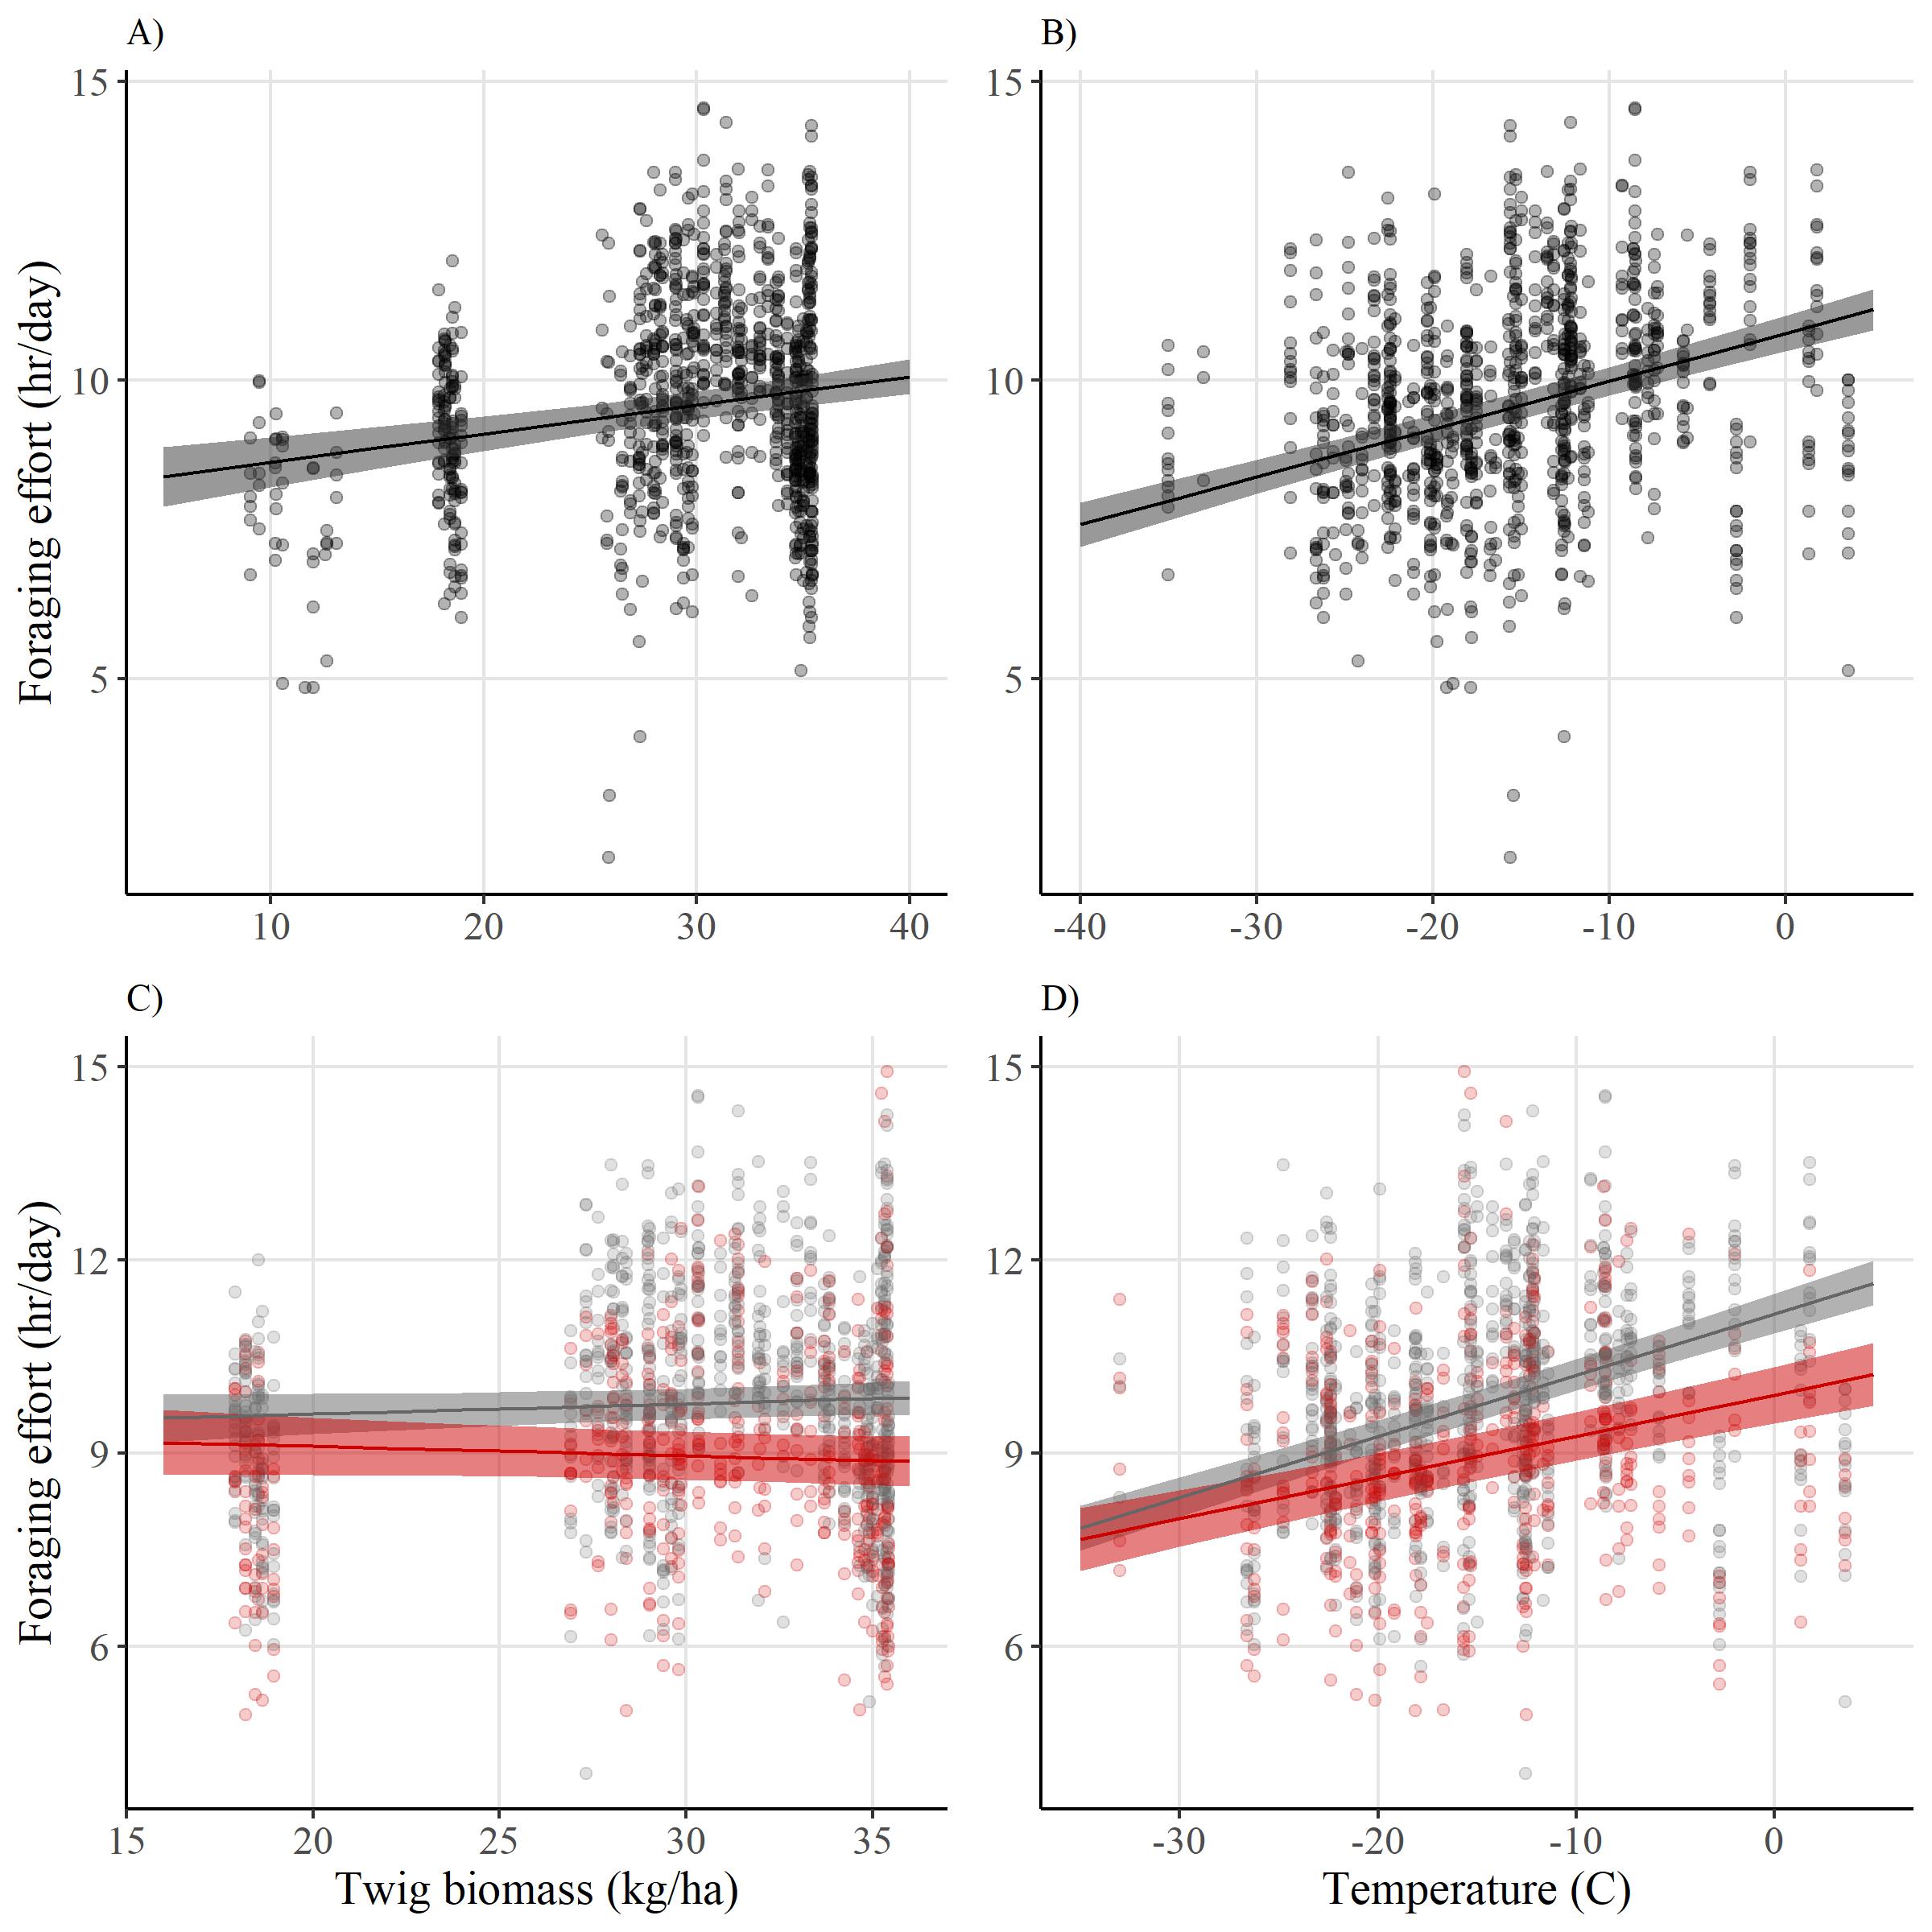 A)
15
10
5
10 20 30 40
Foraging effort (hr/day)
B)
15
10
5
-40 -30 -20 -10 0
C)
15
12
9
6
15 20 25 30 35
Foraging effort (hr/day)
Twig biomass (kg/ha)
D)
15
12
9
6
-30 -20 -10 0
Temperature (C)